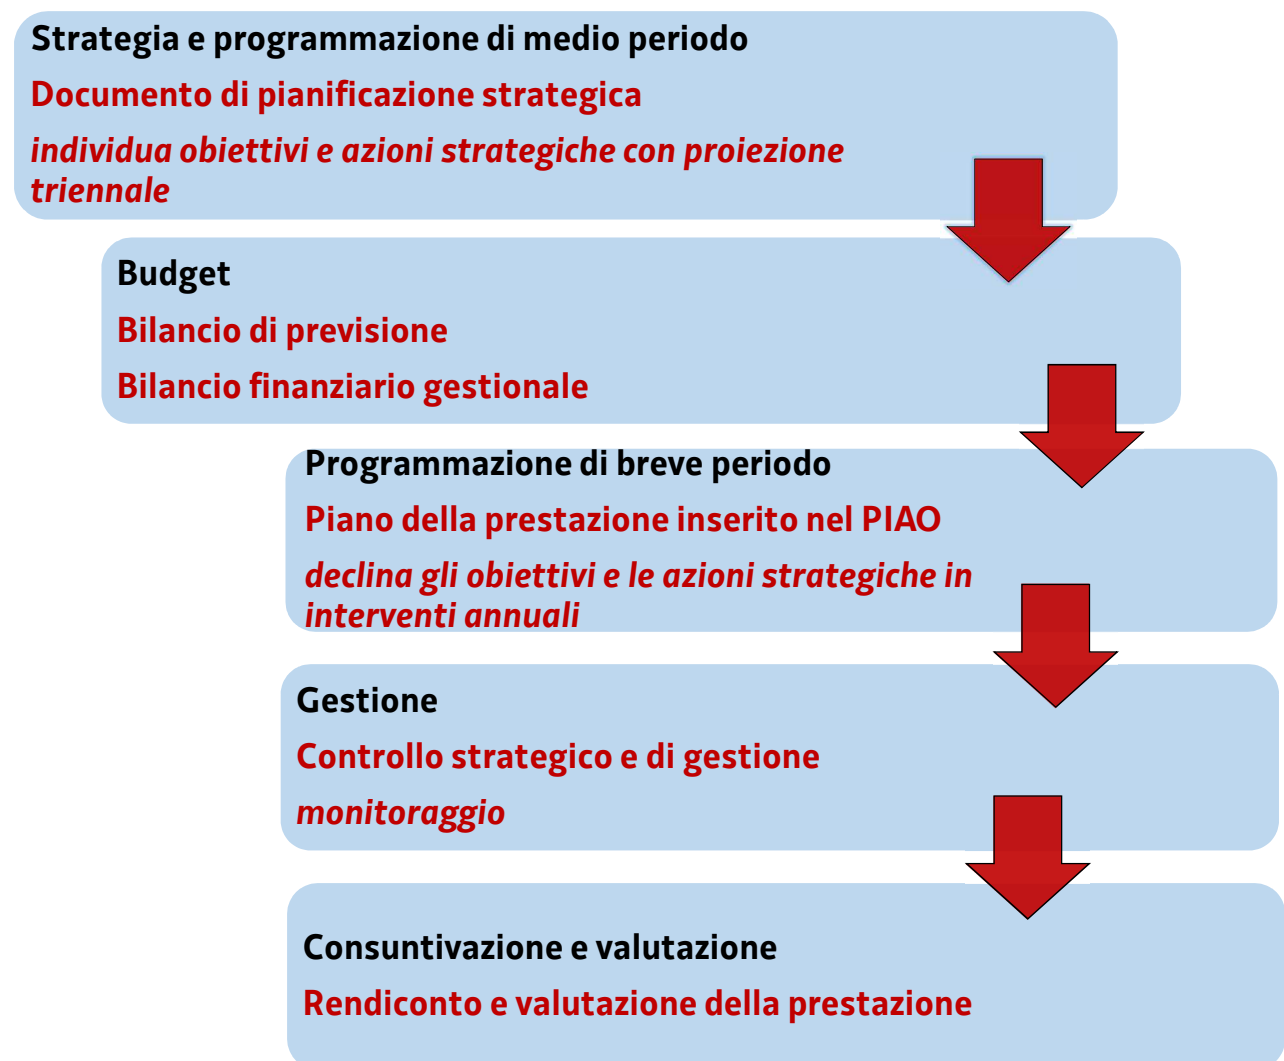 Strategia e programmazione di medio periodo
Documento di pianificazione strategica
individua obiettivi e azioni strategiche con proiezione
triennale
Budget
Bilancio di previsione
Bilancio finanziario gestionale
Programmazione di breve periodo
Piano della prestazione inserito nel PIAO
declina gli obiettivi e le azioni strategiche in
interventi annuali
Gestione
Controllo strategico e di gestione
monitoraggio
Consuntivazione e valutazione
Rendiconto e valutazione della prestazione